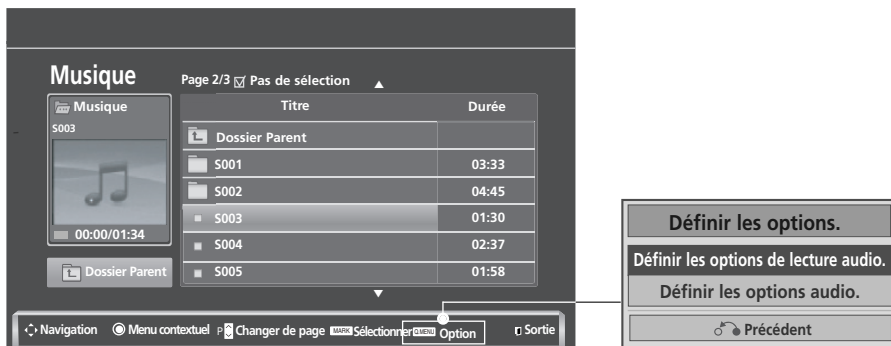 Musique
Page 2/3 Pas de sélection
Musique
S003
00:00/01:34
Dossier Parent
Titre Durée
Dossier Parent
S001 03:33
S002 04:45
S003 01:30
S004 02:37
S005 01:58
Navigation Menu contextuel P Changer de page MARK Sélectionner Q.MENU Option Sortie
Définir les options.
Définir les options de lecture audio.
Définir les options audio.
Précédent